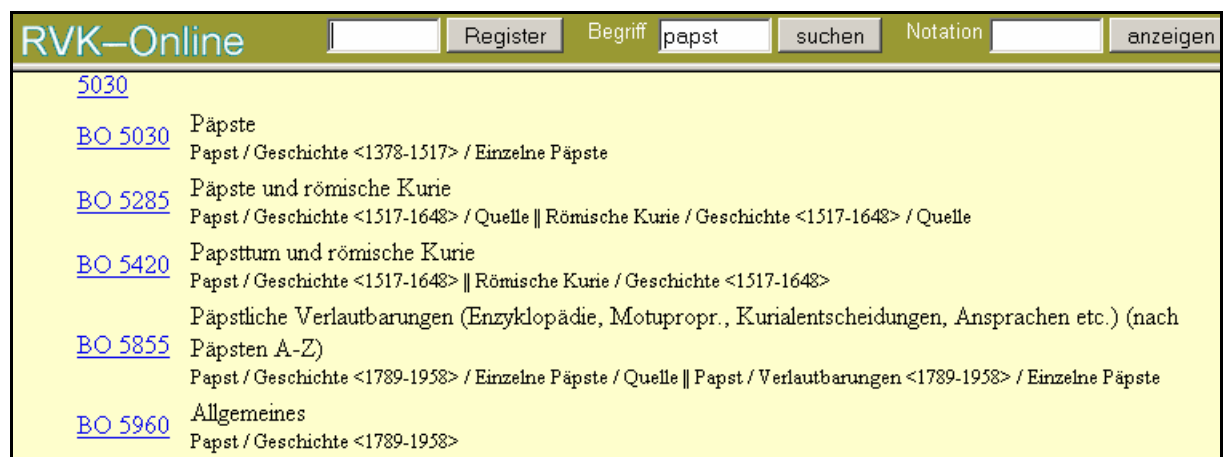 RVK–Online Register Begriff papst suchen Notation anzeigen
5030
BO 5030 Päpste
Papst / Geschichte <1378-1517> / Einzelne Päpste
BO 5285 Päpste und römische Kurie
Papst / Geschichte <1517-1648> / Quelle || Römische Kurie / Geschichte <1517-1648> / Quelle
BO 5420 Papsttum und römische Kurie
Papst / Geschichte <1517-1648> || Römische Kurie / Geschichte <1517-1648>
Päpstliche Verlautbarungen (Enzyklopädie, Motupropr., Kurialentscheidungen, Ansprachen etc.) (nach
BO 5855 Päpsten A-Z)
Papst / Geschichte <1789-1958> / Einzelne Päpste / Quelle || Papst / Verlautbarungen <1789-1958> / Einzelne Päpste
BO 5960 Allgemeines
Papst / Geschichte <1789-1958>